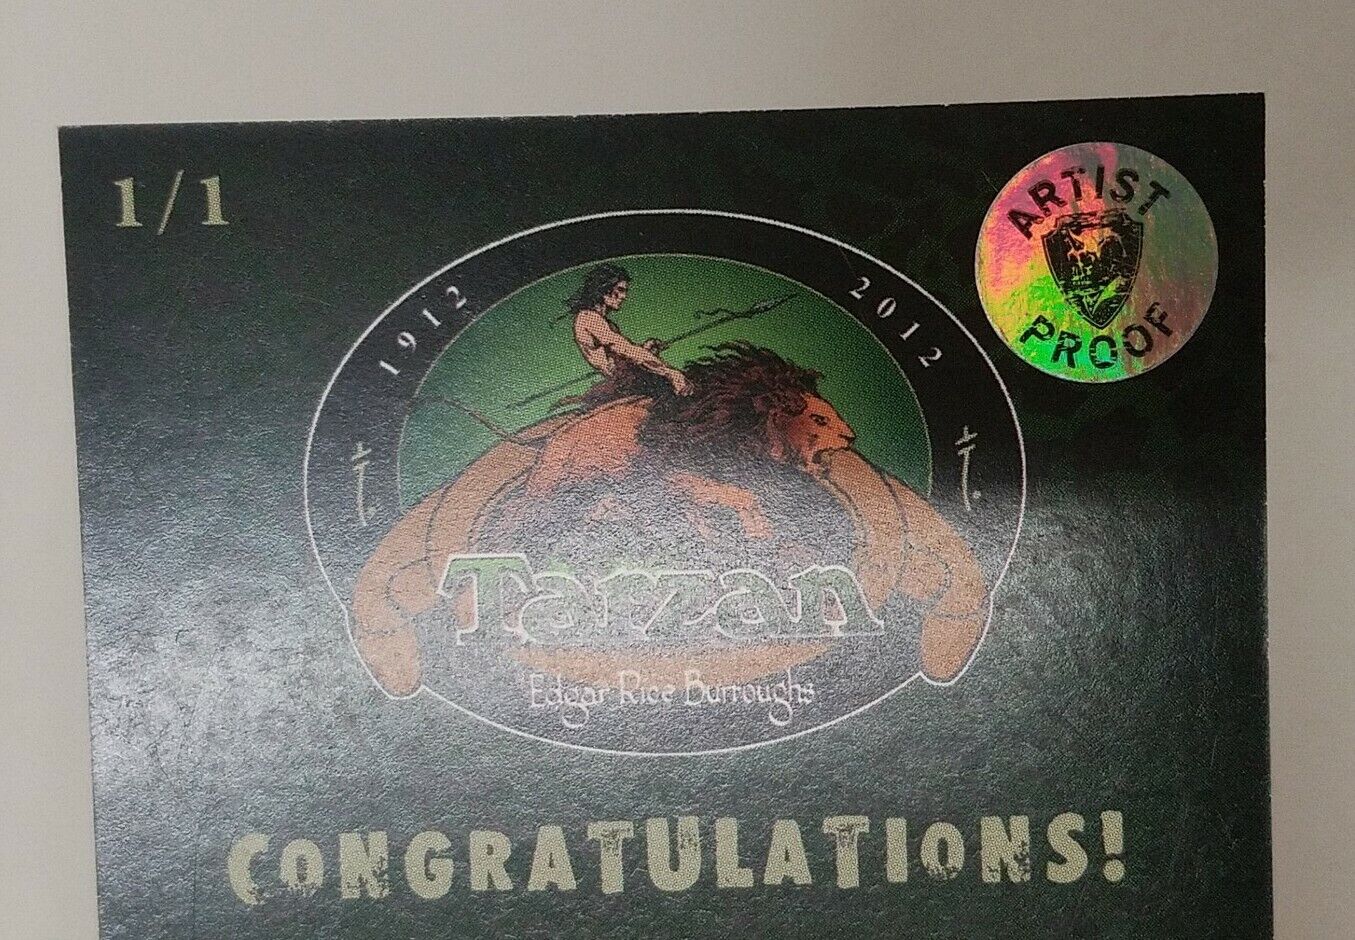 1/1
ARTIST
PROOF
1912
2012
Tarzan
Edgar Rice Burroughs
CONGRATULATIONS!